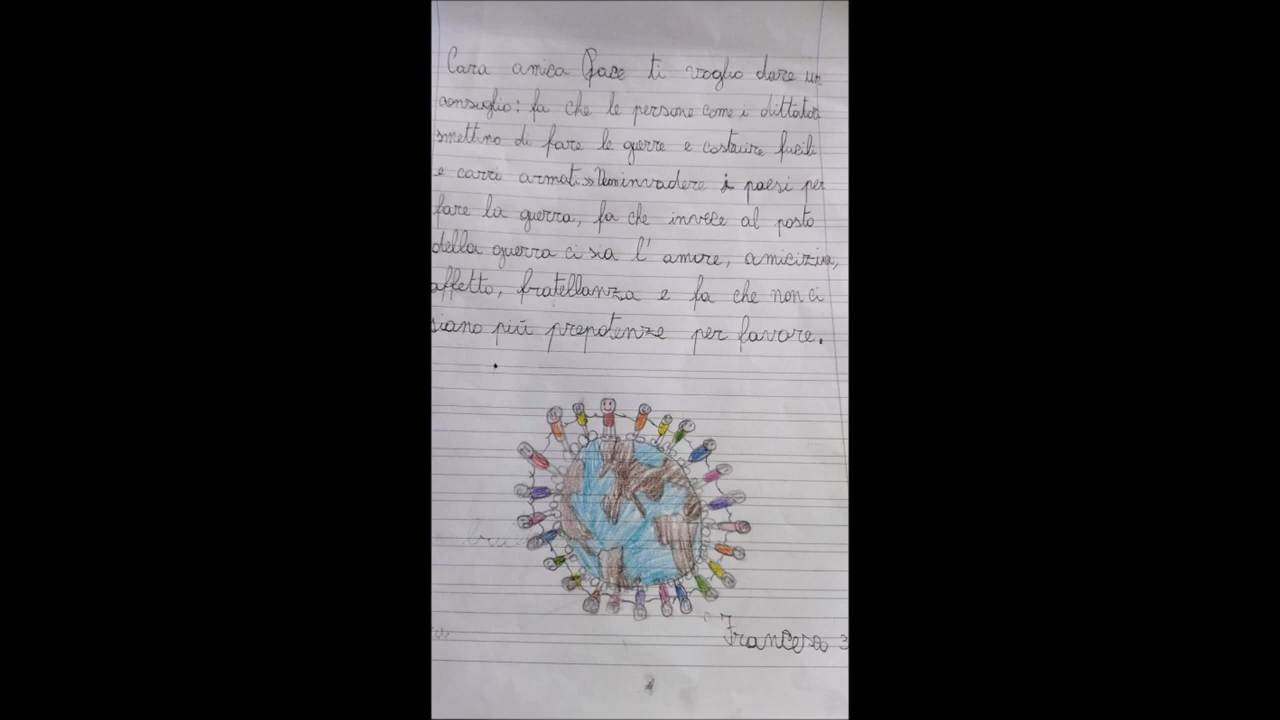 Cara amica Pace ti voglio dare un
consiglio: fa che le persone come i dittatori
smettino di fare le guerre e costruire fucili
e carri armati invadere i paesi per
fare la guerra, fa che invece al posto
della guerra ci sia l' amore, amicizia,
affetto, fratellanza e fa che non ci
siano più prepotenze per favore.
Francesca 3